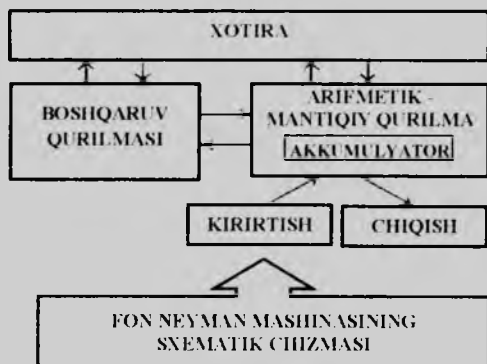 XOTIRA
BOSHQARUV
QURILMASI
ARIFMETIK -
MANTIQIY QURILMA
AKKUMULYATOR
KIRIRTISH
CHIQISH
FON NEYMAN MASHINASINING
SXEMATIK CHIZMASI